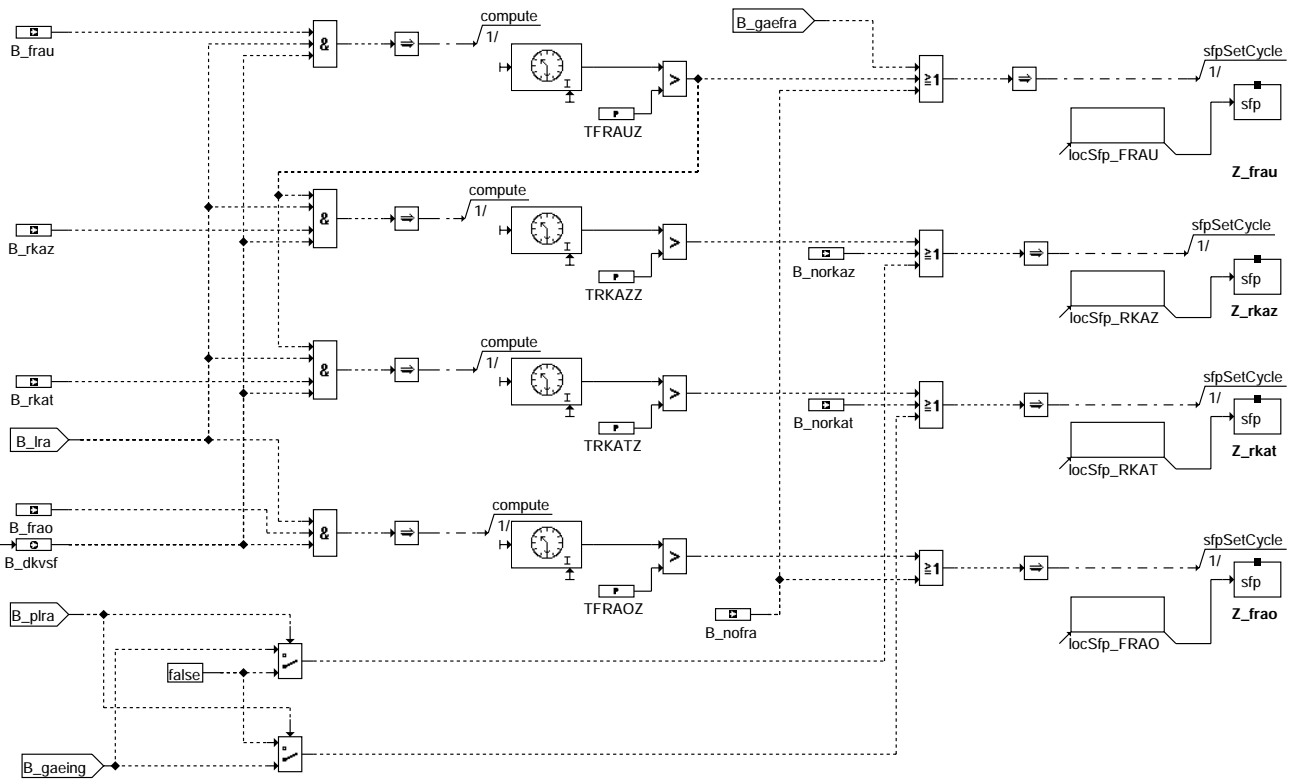 compute
B_gaefra
sfpSetCycle
B_frau
&
⇒
1/
>
≥1
⇒
1/
sfp
P
TFRAUZ
locSfp_FRAU
Z_frau
compute
sfpSetCycle
B_rkaz
&
⇒
1/
>
B_norkaz
≥1
⇒
1/
sfp
P
TRKAZZ
locSfp_RKAZ
Z_rkaz
compute
sfpSetCycle
B_rkat
&
⇒
1/
>
B_norkat
≥1
⇒
1/
sfp
P
TRKATZ
locSfp_RKAT
Z_rkat
B_lra
compute
sfpSetCycle
B_frao
&
⇒
1/
>
≥1
⇒
1/
sfp
B_dkvsf
P
TFRAOZ
B_nofra
locSfp_FRAO
Z_frao
B_plra
false
B_gaeing